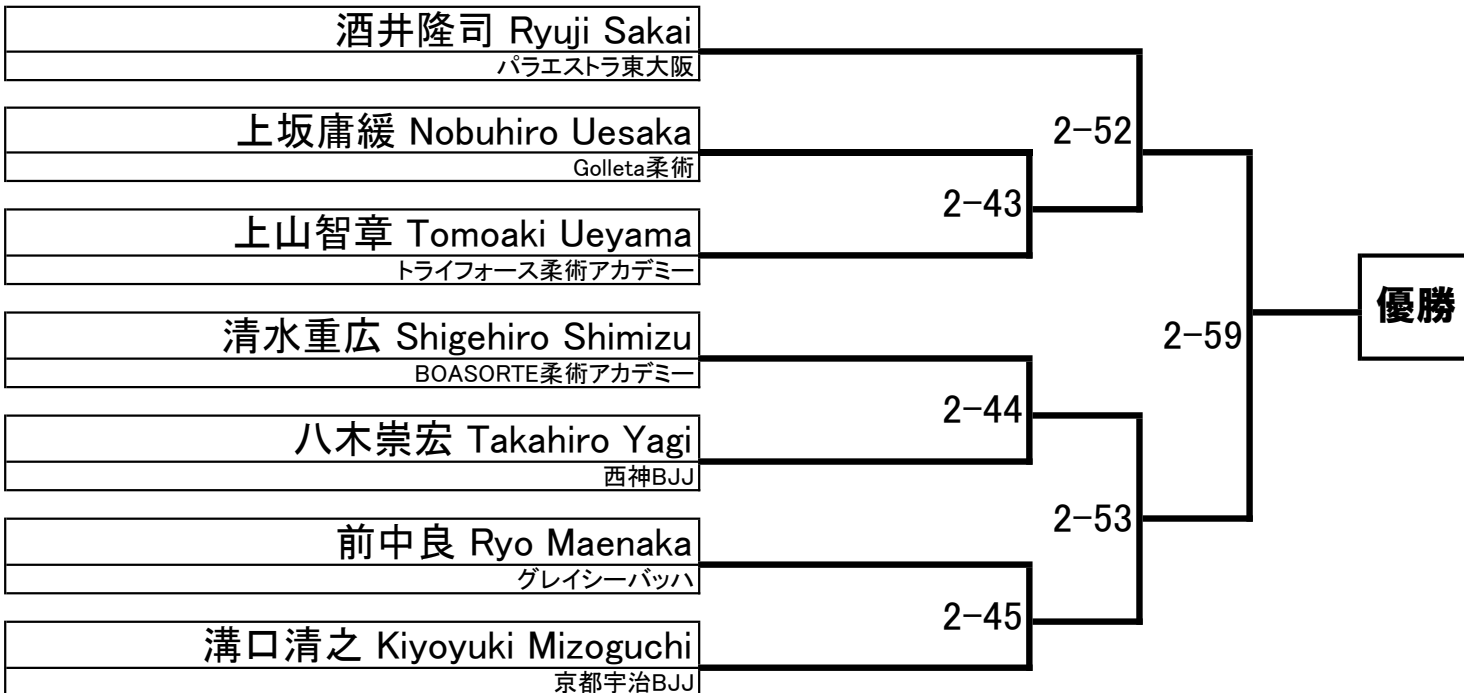 酒井隆司 Ryuji Sakai
パラエストラ東大阪
上坂庸緩 Nobuhiro Uesaka
Golleta柔術
2-52
2-43
上山智章 Tomoaki Ueyama
トライフォース柔術アカデミー
優勝
清水重広 Shigehiro Shimizu
BOASORTE柔術アカデミー
2-59
2-44
八木崇宏 Takahiro Yagi
西神BJJ
2-53
前中良 Ryo Maenaka
グレイシーバッハ
2-45
溝口清之 Kiyoyuki Mizoguchi
京都宇治BJJ